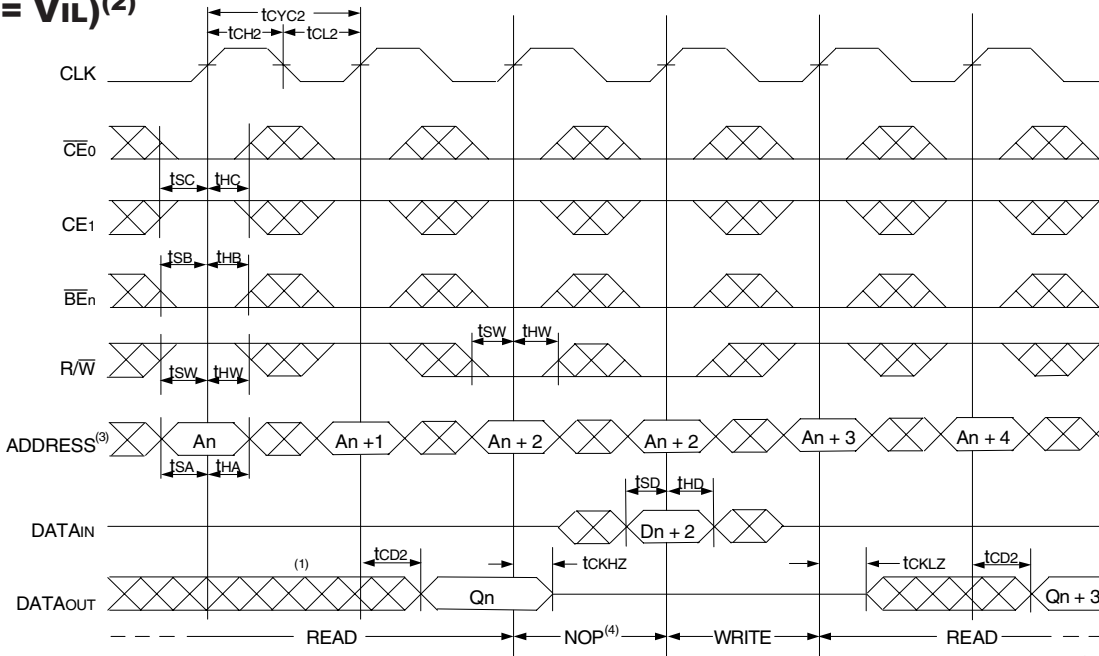 = VIL)(2)
tCYC2
tCH2 tCL2
CLK
CE0
tSC tHC
CE1
tSB tHB
BEn
tSW tHW
R/W
tSW tHW
ADDRESS(3) An An +1 An + 2 An + 2 An + 3 An + 4
tSA tHA
tSD tHD
DATAIN Dn + 2
(1) tCD2 tCKHZ tCKLZ tCD2
DATAOUT Qn Qn + 3
READ NOP(4) WRITE READ